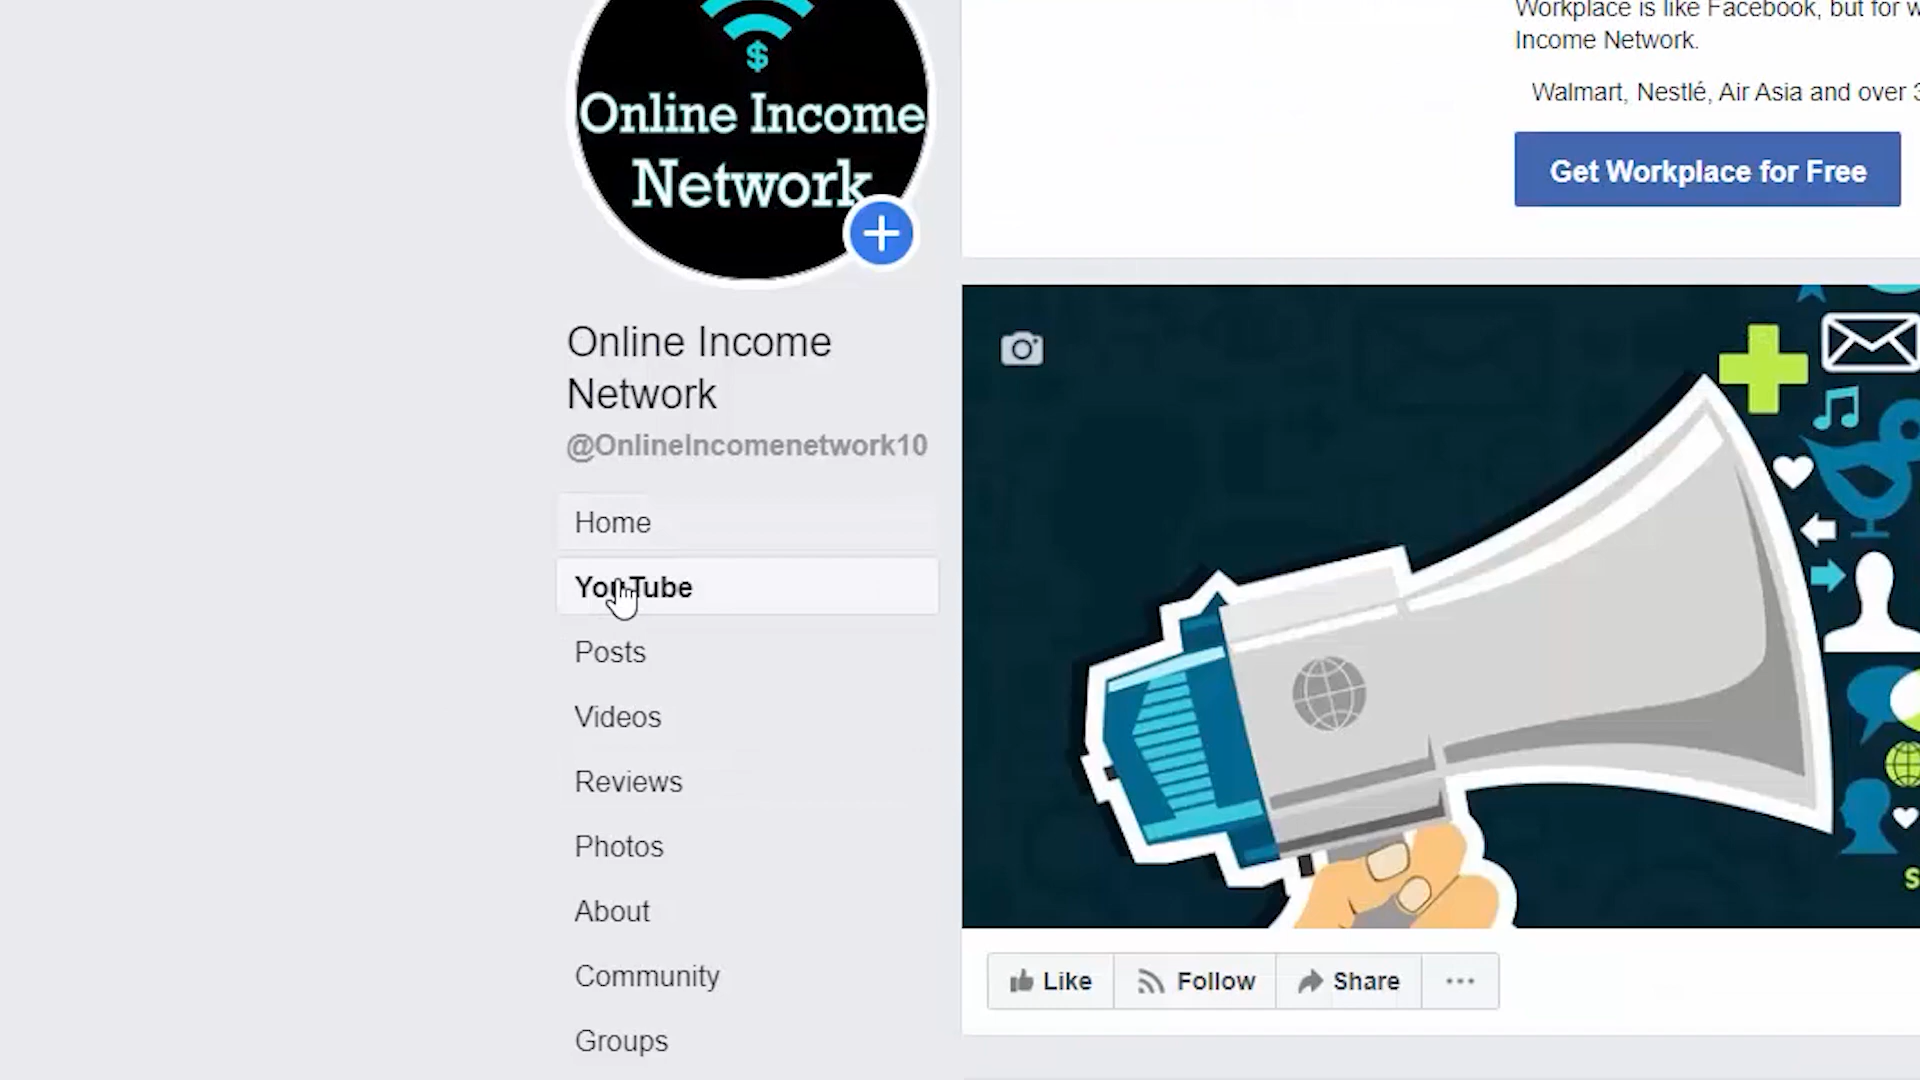 $
Online Income
Network
Workplace is like Facebook, but for
Income Network.
Walmart, Nestlé, Air Asia and over
Get Workplace for Free
Online Income
Network
@OnlineIncomenetwork10
Home
YouTube
Posts
Videos
Reviews
Photos
About
Community
Groups
Like
Follow
Share
...